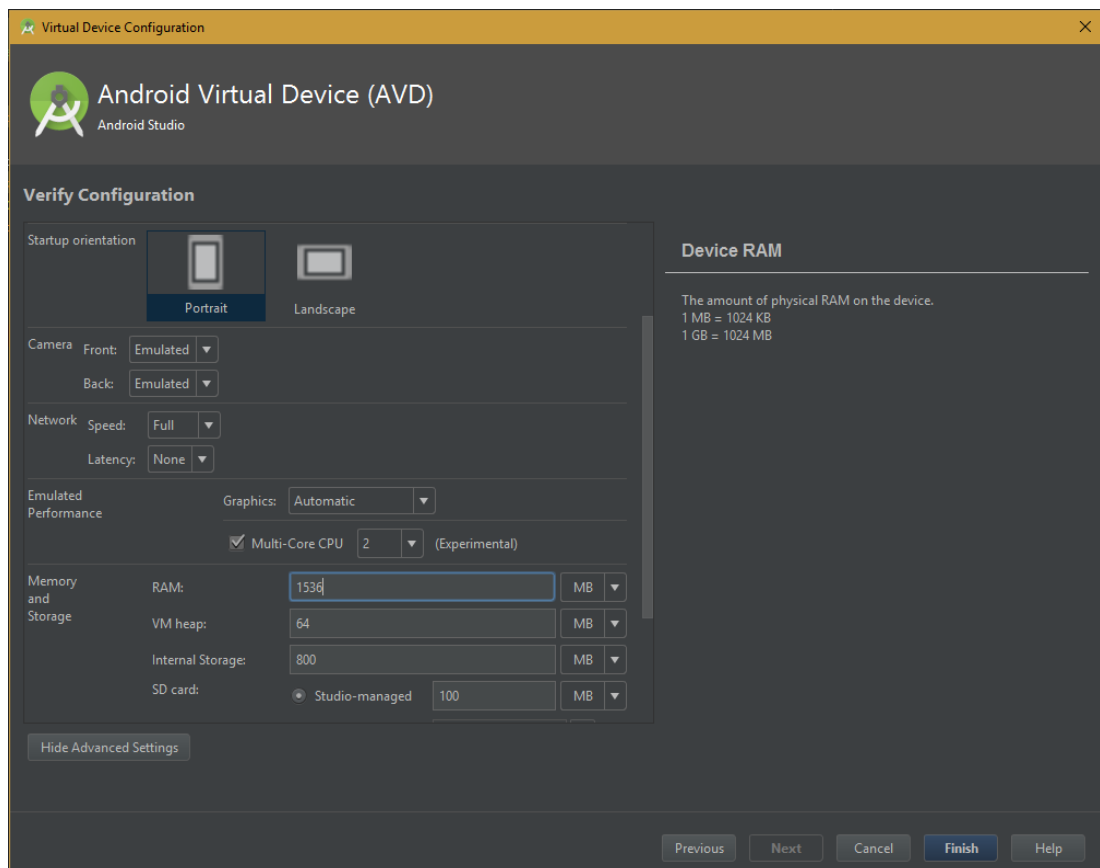 Virtual Device Configuration
Android Virtual Device (AVD)
Android Studio
Verify Configuration
Startup orientation
Portrait
Landscape
Camera Front: Emulated
Back: Emulated
Network Speed: Full
Latency: None
Emulated
Performance
Graphics: Automatic
Multi-Core CPU 2 (Experimental)
Memory
and
Storage
RAM: 1536 MB
VM heap: 64 MB
Internal Storage: 800 MB
SD card: Studio-managed 100 MB
Hide Advanced Settings
Device RAM
The amount of physical RAM on the device.
1 MB = 1024 KB
1 GB = 1024 MB
Previous Next Cancel Finish Help